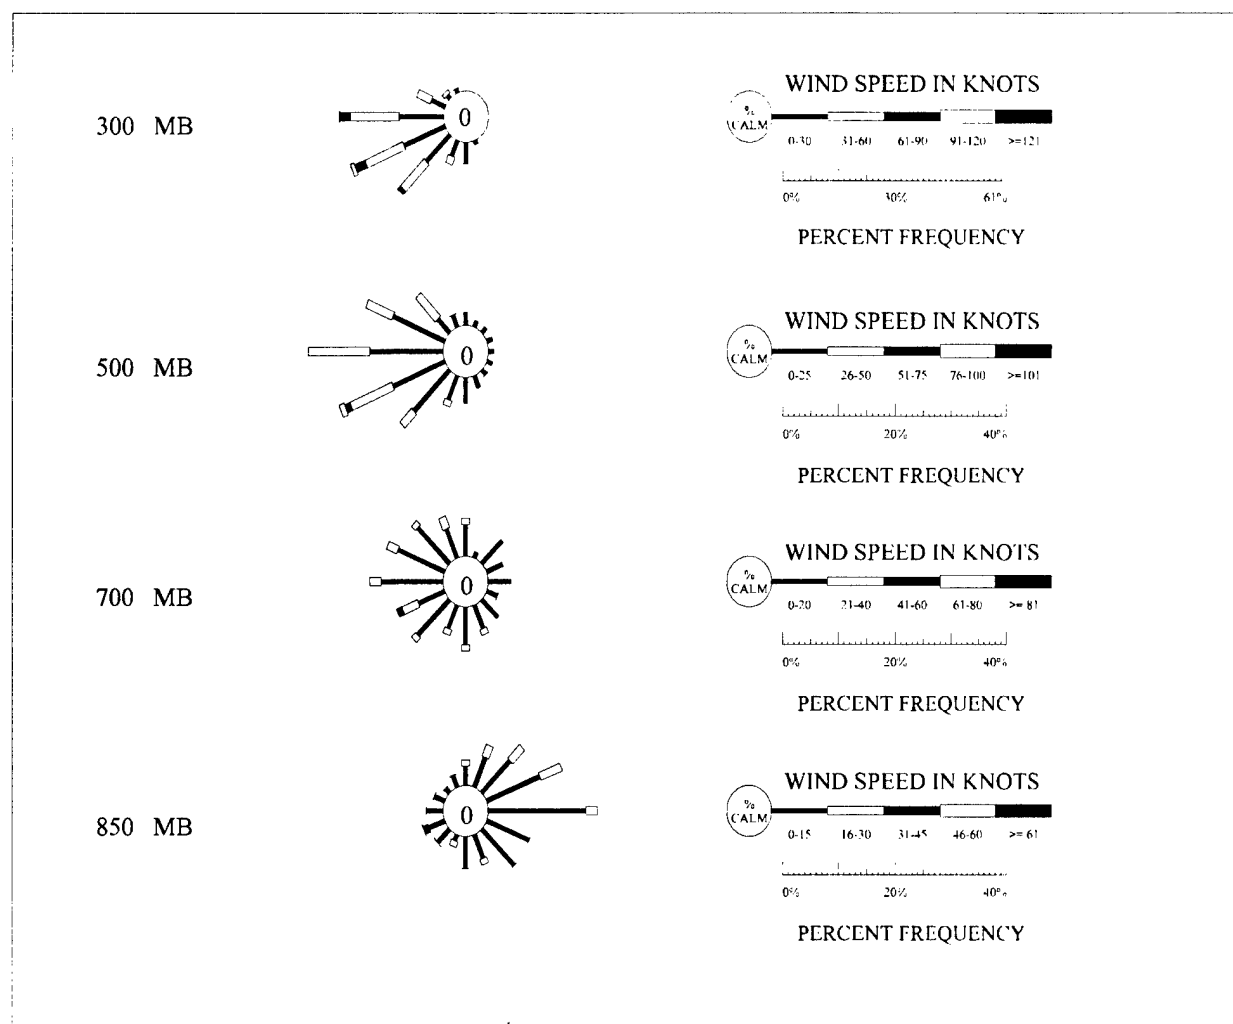 300 MB
0
WIND SPEED IN KNOTS
% CALM
0-30 31-60 61-90 91-120 >=121
0% 30% 61%
PERCENT FREQUENCY
500 MB
0
WIND SPEED IN KNOTS
% CALM
0-25 26-50 51-75 76-100 >=101
0% 20% 40%
PERCENT FREQUENCY
700 MB
0
WIND SPEED IN KNOTS
% CALM
0-20 21-40 41-60 61-80 >= 81
0% 20% 40%
PERCENT FREQUENCY
850 MB
0
WIND SPEED IN KNOTS
% CALM
0-15 16-30 31-45 46-60 >= 61
0% 20% 40%
PERCENT FREQUENCY